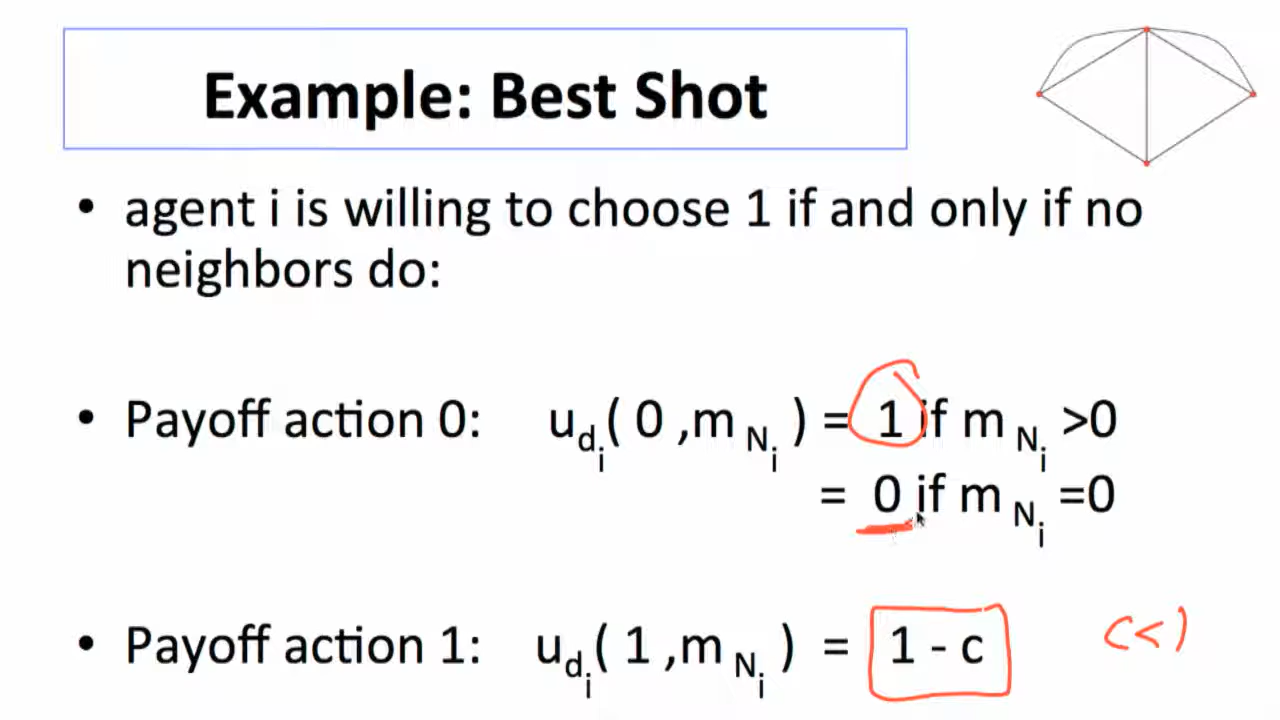 Example: Best Shot
• agent i is willing to choose 1 if and only if no
neighbors do:
• Payoff action 0: u_{d_i}( 0 ,m_{N_i} ) = 1 if m_{N_i} >0
= 0 if m_{N_i} =0
• Payoff action 1: u_{d_i}( 1 ,m_{N_i} ) = 1 - c
c<1